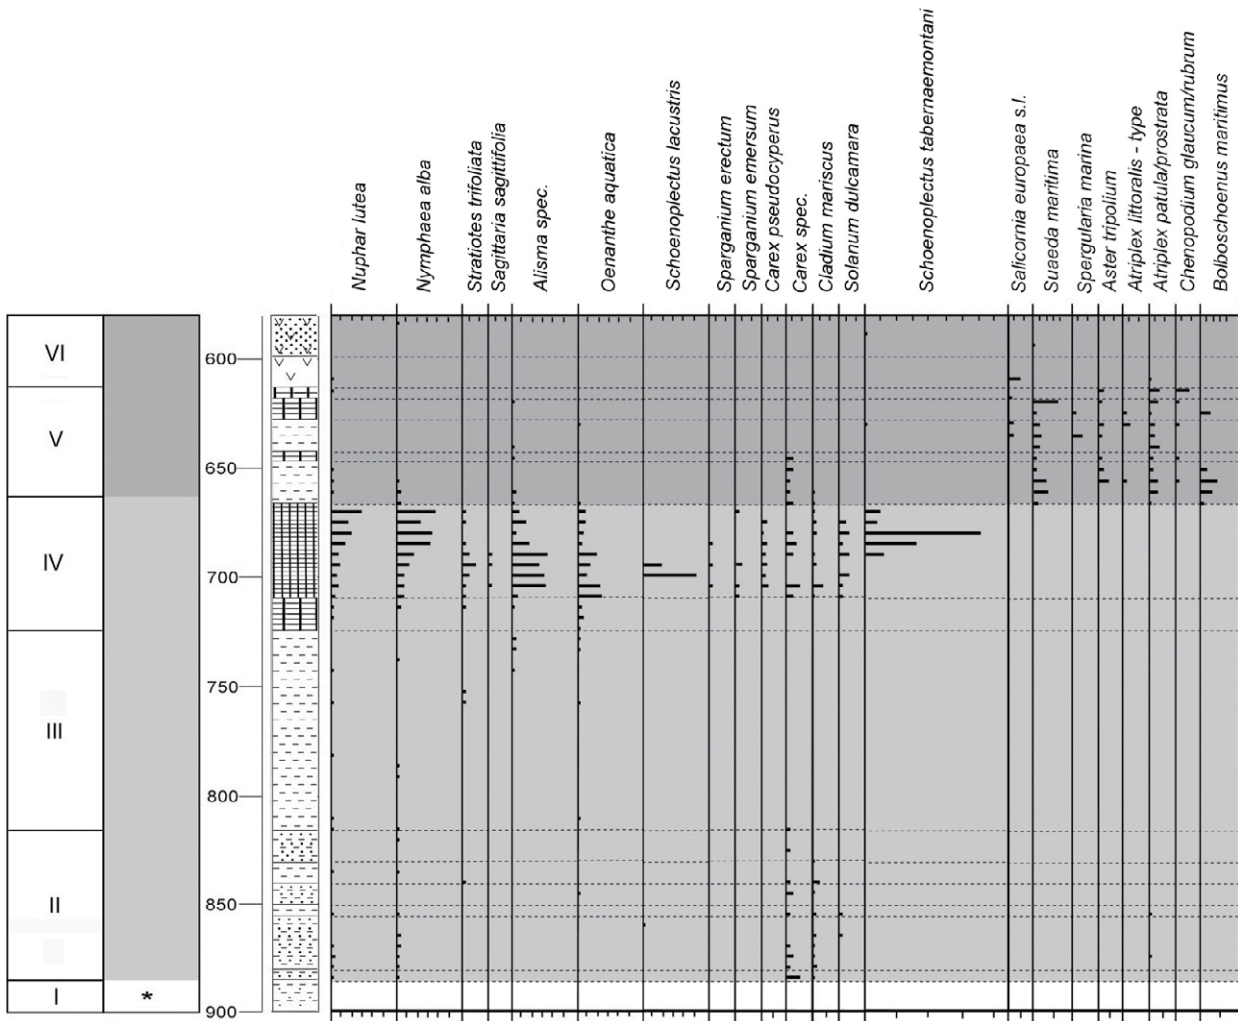 Nuphar lutea
Nymphaea alba
Stratiotes trifoliata
Sagittaria sagittifolia
Alisma spec.
Oenanthe aquatica
Schoenoplectus lacustris
Sparganium erectum
Sparganium emersum
Carex pseudocyperus
Carex spec.
Cladium mariscus
Solanum dulcamara
Schoenoplectus tabernaemontani
Salicornia europaea s.l.
Suaeda maritima
Spergularia marina
Aster tripolium
Atriplex littoralis - type
Atriplex patula/prostrata
Chenopodium glaucum/rubrum
Bolboschoenus maritimus
VI
600
V
650
IV
700
750
III
800
II
850
I
*
900